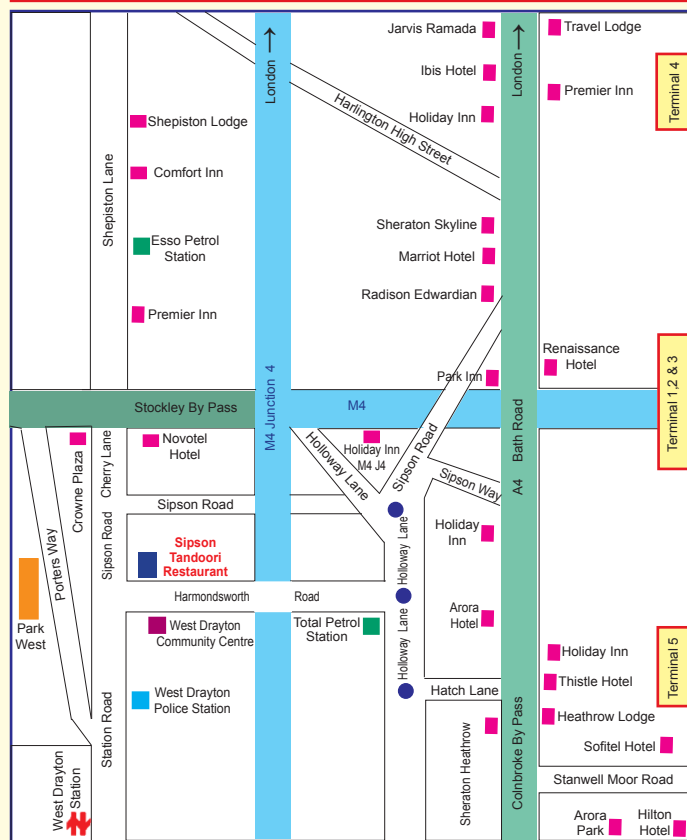 Jarvis Ramada
Travel Lodge
London
London
Ibis Hotel
Terminal 4
Premier Inn
Harlington High Street
Holiday Inn
Shepiston Lodge
Comfort Inn
Shepiston Lane
Sheraton Skyline
Esso Petrol
Station
Marriot Hotel
Radison Edwardian
Premier Inn
Renaissance
Hotel
Terminal 1,2 & 3
Park Inn
Stockley By Pass
M4 Junction 4
M4
Bath Road
Crowne Plaza
Cherry Lane
Novotel
Hotel
Holloway Lane
Holiday Inn
M4 J4
Sipson Road
Sipson Way
A4
Sipson Road
Porters Way
Sipson Road
Sipson
Tandoori
Restaurant
Holloway Lane
Holiday
Inn
Harmondsworth
Road
Park
West
West Drayton
Community Centre
Total Petrol
Station
Holloway Lane
Arora
Hotel
Holiday Inn
Terminal 5
Thistle Hotel
Hatch Lane
West Drayton
Police Station
Station Road
Heathrow Lodge
Sofitel Hotel
Sheraton Heathrow
Colnbroke By Pass
Stanwell Moor Road
West Drayton
Station
Arora
Park
Hilton
Hotel